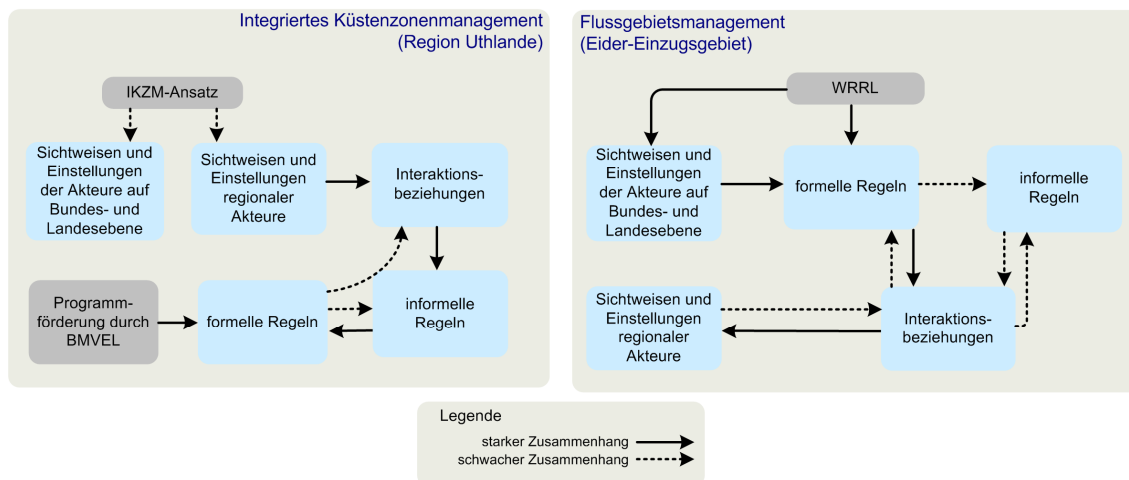 Integriertes Küstenzonenmanagement
(Region Uthlande)
IKZM-Ansatz
Sichtweisen und
Einstellungen
der Akteure auf
Bundes- und
Landesebene
Sichtweisen und
Einstellungen
regionaler
Akteure
Interaktions-
beziehungen
Programm-
förderung durch
BMVEL
formelle Regeln
informelle
Regeln
Flussgebietsmanagement
(Eider-Einzugsgebiet)
WRRL
Sichtweisen und
Einstellungen
der Akteure auf
Bundes- und
Landesebene
formelle Regeln
informelle
Regeln
Sichtweisen und
Einstellungen
regionaler
Akteure
Interaktions-
beziehungen
Legende
starker Zusammenhang
schwacher Zusammenhang